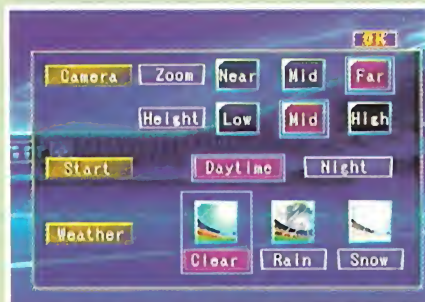 OK
Camera Zoom Near Mid Far
Height Low Mid High
Start Daytime Night
Weather
Clear Rain Snow